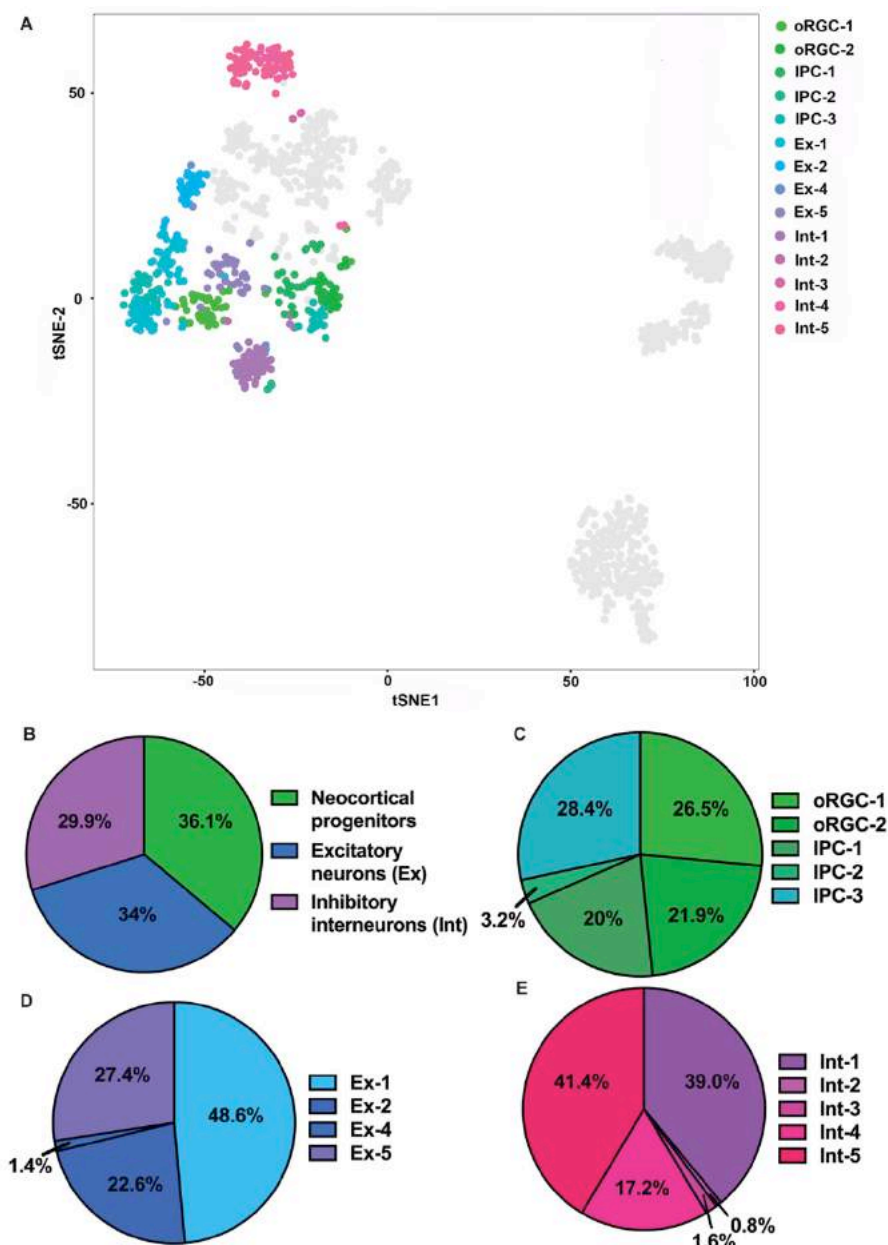 A
50
0
-50
tSNE-2
-50
0
50
100
tSNE1
oRGC-1
oRGC-2
IPC-1
IPC-2
IPC-3
Ex-1
Ex-2
Ex-4
Ex-5
Int-1
Int-2
Int-3
Int-4
Int-5
B
29.9%
36.1%
34%
Neocortical
progenitors
Excitatory
neurons (Ex)
Inhibitory
interneurons (Int)
C
28.4%
26.5%
3.2%
20%
21.9%
oRGC-1
oRGC-2
IPC-1
IPC-2
IPC-3
D
27.4%
48.6%
1.4%
22.6%
Ex-1
Ex-2
Ex-4
Ex-5
E
41.4%
39.0%
17.2%
0.8%
1.6%
Int-1
Int-2
Int-3
Int-4
Int-5